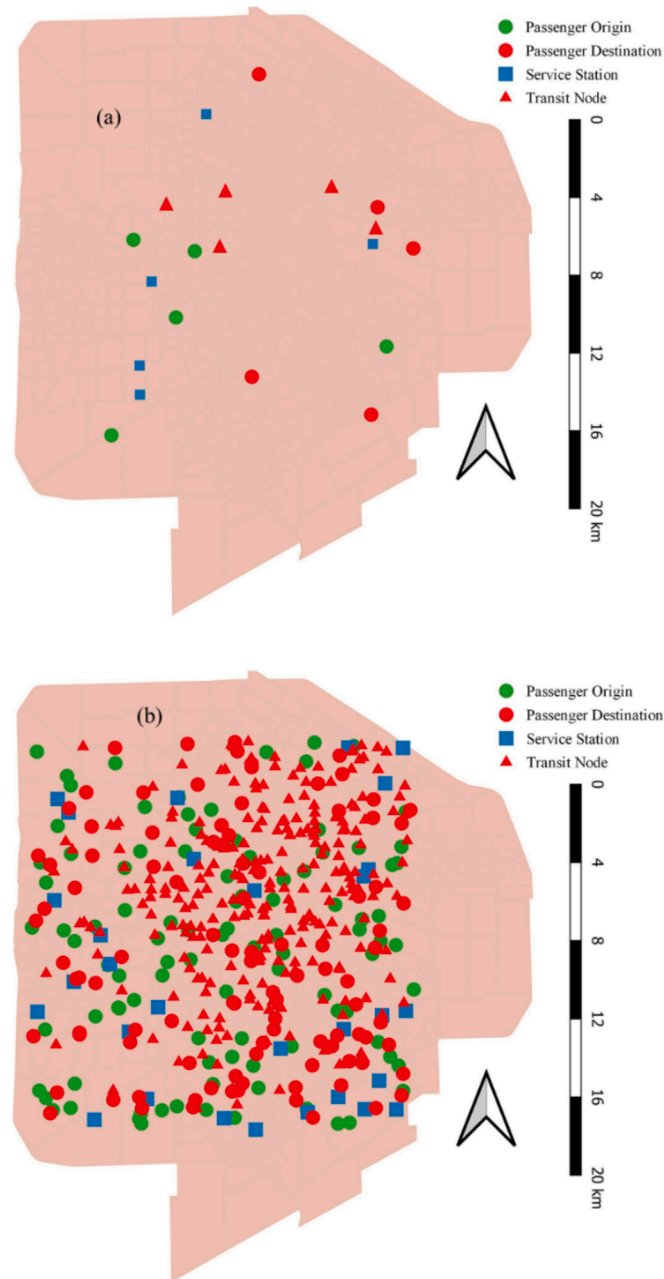 Passenger Origin
Passenger Destination
Service Station
Transit Node
(a)
0
4
8
12
16
20 km
(b)
Passenger Origin
Passenger Destination
Service Station
Transit Node
0
4
8
12
16
20 km